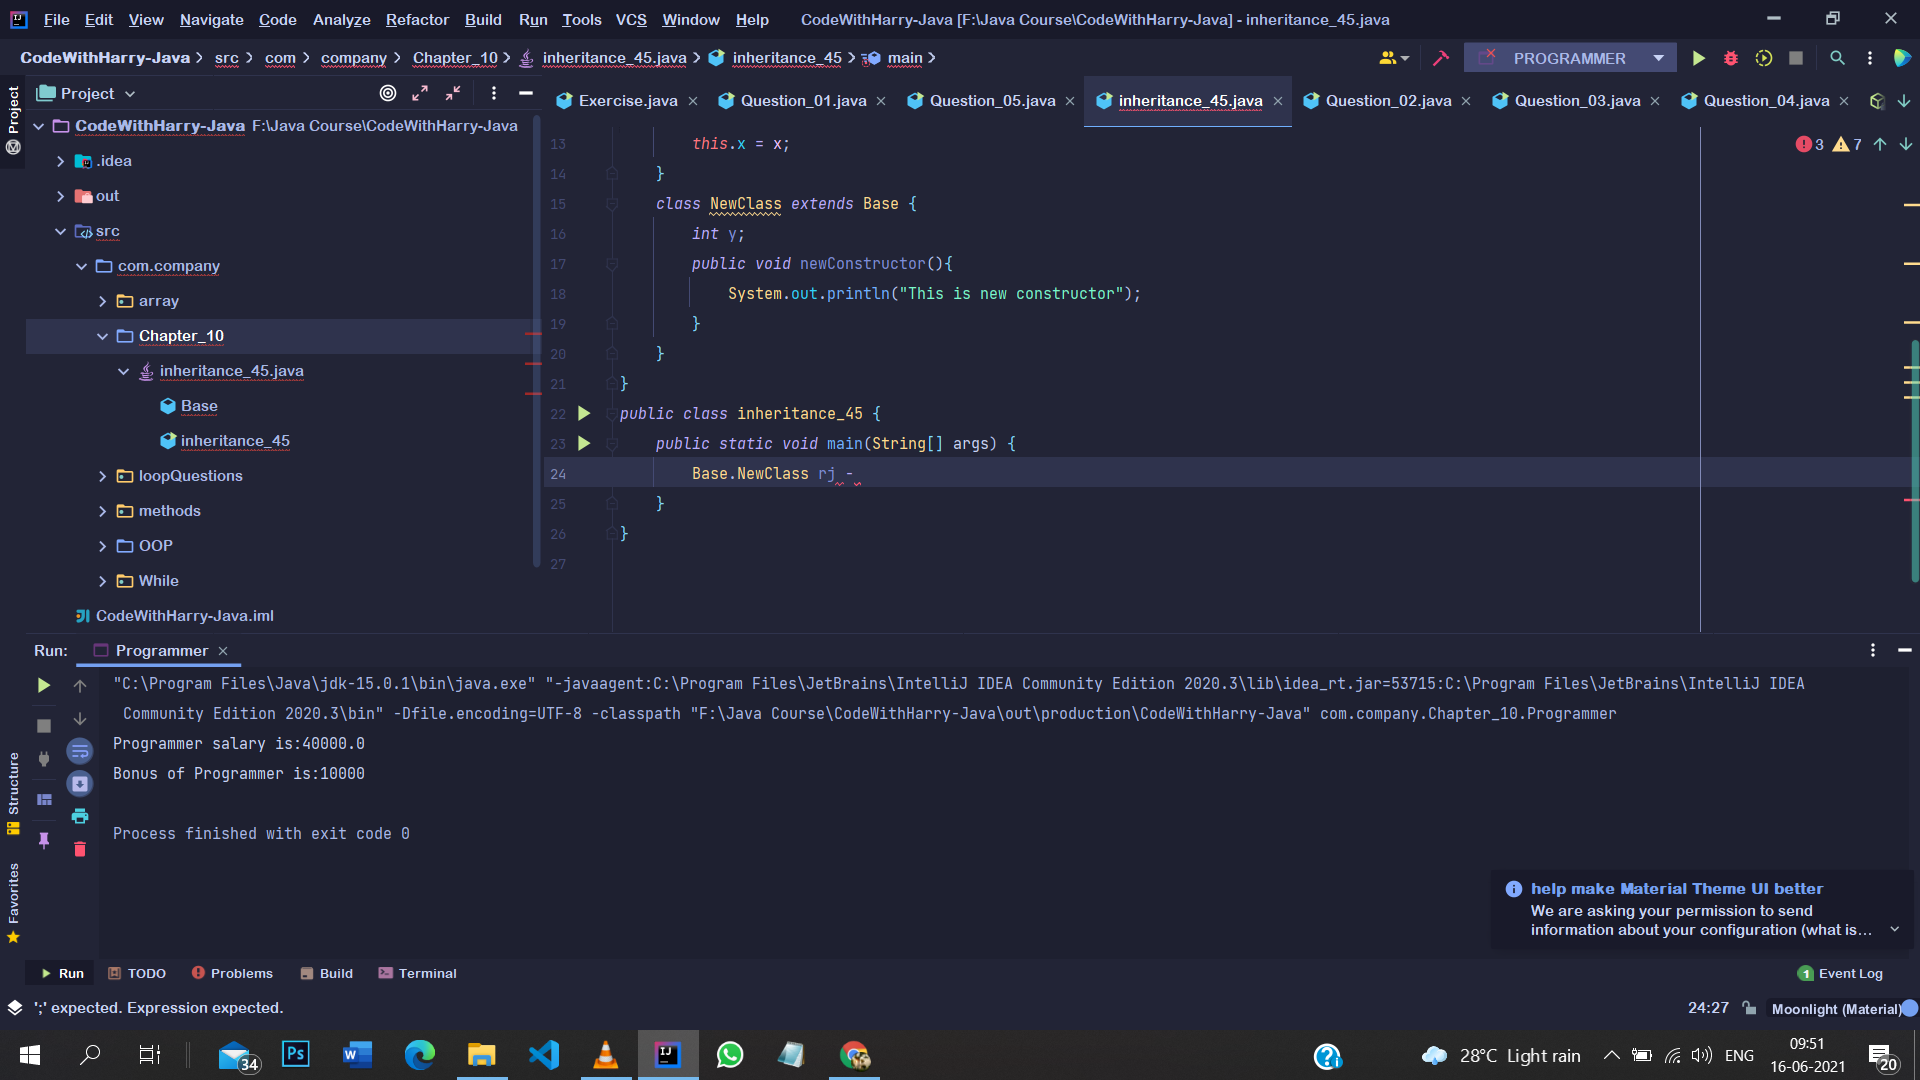 File Edit View Navigate Code Analyze Refactor Build Run Tools VCS Window Help CodeWithHarry-Java [F:\Java Course\CodeWithHarry-Java] - inheritance_45.java
CodeWithHarry-Java src com company Chapter_10 inheritance_45.java inheritance_45 main PROGRAMMER
Project
Project
CodeWithHarry-Java F:\Java Course\CodeWithHarry-Java
.idea
out
src
com.company
array
Chapter_10
inheritance_45.java
Base
inheritance_45
loopQuestions
methods
OOP
While
CodeWithHarry-Java.iml
Exercise.java Question_01.java Question_05.java inheritance_45.java Question_02.java Question_03.java Question_04.java
3 7
13 this.x = x;
14 }
15 class NewClass extends Base {
16 int y;
17 public void newConstructor(){
18 System.out.println("This is new constructor");
19 }
20 }
21 }
22 public class inheritance_45 {
23 public static void main(String[] args) {
24 Base.NewClass rj -
25 }
26 }
27
Run: Programmer
"C:\Program Files\Java\jdk-15.0.1\bin\java.exe" "-javaagent:C:\Program Files\JetBrains\IntelliJ IDEA Community Edition 2020.3\lib\idea_rt.jar=53715:C:\Program Files\JetBrains\IntelliJ IDEA
Community Edition 2020.3\bin" -Dfile.encoding=UTF-8 -classpath "F:\Java Course\CodeWithHarry-Java\out\production\CodeWithHarry-Java" com.company.Chapter_10.Programmer
Programmer salary is:40000.0
Bonus of Programmer is:10000
Process finished with exit code 0
Structure
Favorites
help make Material Theme UI better
We are asking your permission to send
information about your configuration (what is...
Run TODO Problems Build Terminal 1 Event Log
';' expected. Expression expected. 24:27 Moonlight (Material)
34 Ps W IJ 28°C Light rain ENG 09:51
16-06-2021 20